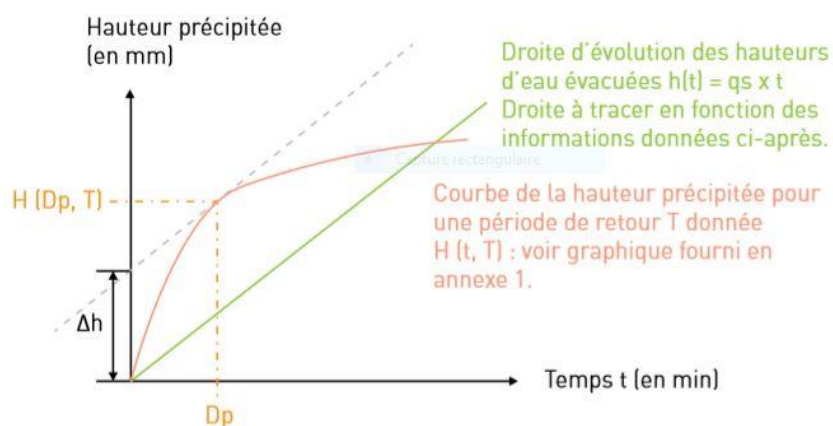 Hauteur précipitée
(en mm)
Droite d'évolution des hauteurs
d'eau évacuées h(t) = qs x t
Droite à tracer en fonction des
informations données ci-après.
Capture rectangulaire
H (Dp, T)
Courbe de la hauteur précipitée pour
une période de retour T donnée
H (t, T) : voir graphique fourni en
annexe 1.
Δh
Temps t (en min)
Dp